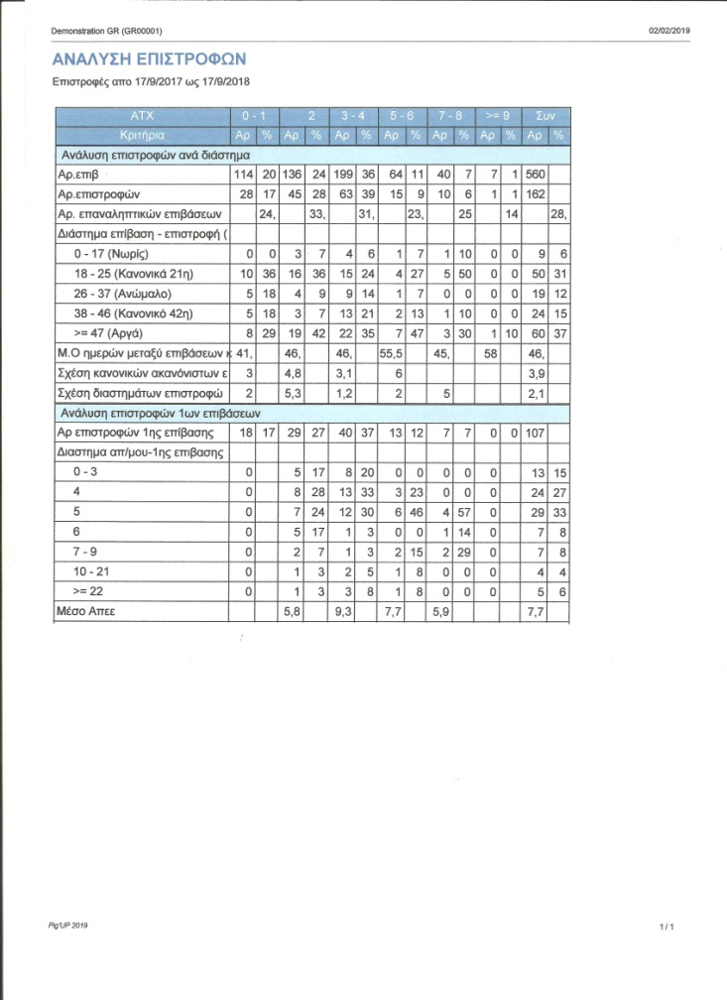 Demonstration GR (GR00001) 02/02/2019
ΑΝΑΛΥΣΗ ΕΠΙΣΤΡΟΦΩΝ
Επιστροφές απο 17/9/2017 ως 17/9/2018
ΑΤΧ 0 - 1 2 3 - 4 5 - 6 7 - 8 >= 9 Συν
Κριτήρια Αρ % Αρ % Αρ % Αρ % Αρ % Αρ % Αρ %
Ανάλυση επιστροφών ανά διάστημα
Αρ.επιβ 114 20 136 24 199 36 64 11 40 7 7 1 560
Αρ.επιστροφών 28 17 45 28 63 39 15 9 10 6 1 1 162
Αρ. επαναληπτικών επιβάσεων 24, 33, 31, 23, 25 14 28,
Διάστημα επίβαση - επιστροφή (
0 - 17 (Νωρίς) 0 0 3 7 4 6 1 7 1 10 0 0 9 6
18 - 25 (Κανονικά 21η) 10 36 16 36 15 24 4 27 5 50 0 0 50 31
26 - 37 (Ανώμαλο) 5 18 4 9 9 14 1 7 0 0 0 0 19 12
38 - 46 (Κανονικό 42η) 5 18 3 7 13 21 2 13 1 10 0 0 24 15
>= 47 (Αργά) 8 29 19 42 22 35 7 47 3 30 1 10 60 37
Μ.Ο ημερών μεταξύ επιβάσεων κ 41, 46, 46, 55,5 45, 58 46,
Σχέση κανονικών ακανόνιστων ε 3 4,8 3,1 6 3,9
Σχέση διαστημάτων επιστροφώ 2 5,3 1,2 2 5 2,1
Ανάλυση επιστροφών 1ων επιβάσεων
Αρ επιστροφών 1ης επίβασης 18 17 29 27 40 37 13 12 7 7 0 0 107
Διαστημα απ/μου-1ης επιβασης
0 - 3 0 5 17 8 20 0 0 0 0 0 13 15
4 0 8 28 13 33 3 23 0 0 0 24 27
5 0 7 24 12 30 6 46 4 57 0 29 33
6 0 5 17 1 3 0 0 1 14 0 7 8
7 - 9 0 2 7 1 3 2 15 2 29 0 7 8
10 - 21 0 1 3 2 5 1 8 0 0 0 4 4
>= 22 0 1 3 3 8 1 8 0 0 0 5 6
Μέσο Απεε 5,8 9,3 7,7 5,9 7,7
Pig'UP 2019 1 / 1